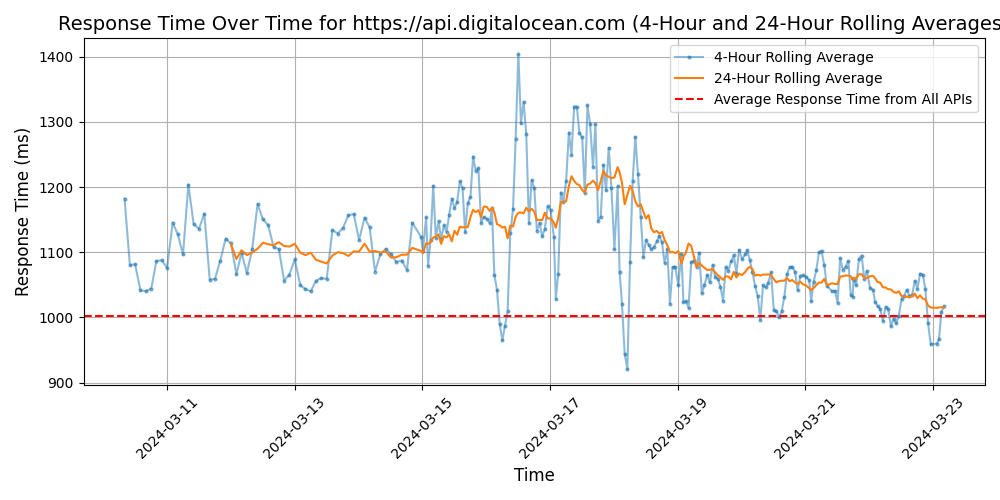 Response Time Over Time for https://api.digitalocean.com (4-Hour and 24-Hour Rolling Averages
4-Hour Rolling Average
24-Hour Rolling Average
Average Response Time from All APIs
Response Time (ms)
1400
1300
1200
1100
1000
900
2024-03-11
2024-03-13
2024-03-15
2024-03-17
2024-03-19
2024-03-21
2024-03-23
Time